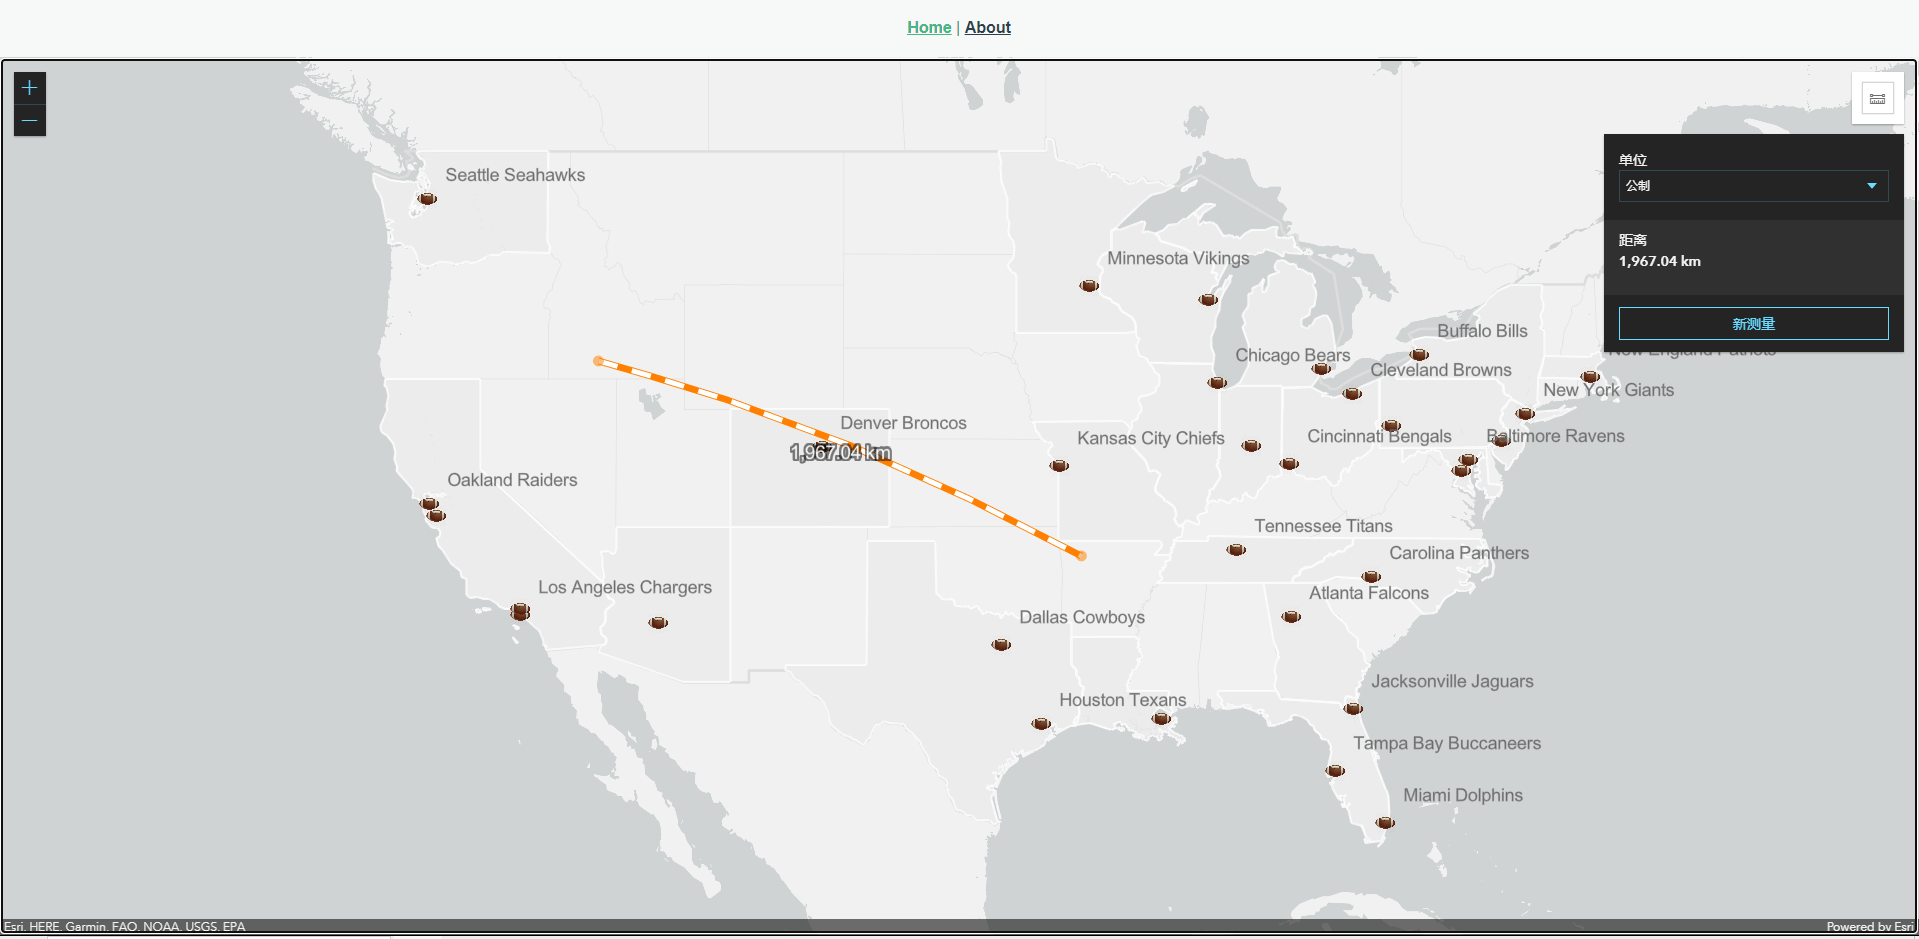 Home | About
单位
公制
距离
1,967.04 km
新测量
Seattle Seahawks
Minnesota Vikings
Buffalo Bills
New England Patriots
Chicago Bears
Cleveland Browns
New York Giants
Denver Broncos
1,967.04 km
Kansas City Chiefs
Cincinnati Bengals
Baltimore Ravens
Oakland Raiders
Tennessee Titans
Carolina Panthers
Los Angeles Chargers
Atlanta Falcons
Dallas Cowboys
Jacksonville Jaguars
Houston Texans
Tampa Bay Buccaneers
Miami Dolphins
Esri, HERE, Garmin, FAO, NOAA, USGS, EPA
Powered by Esri